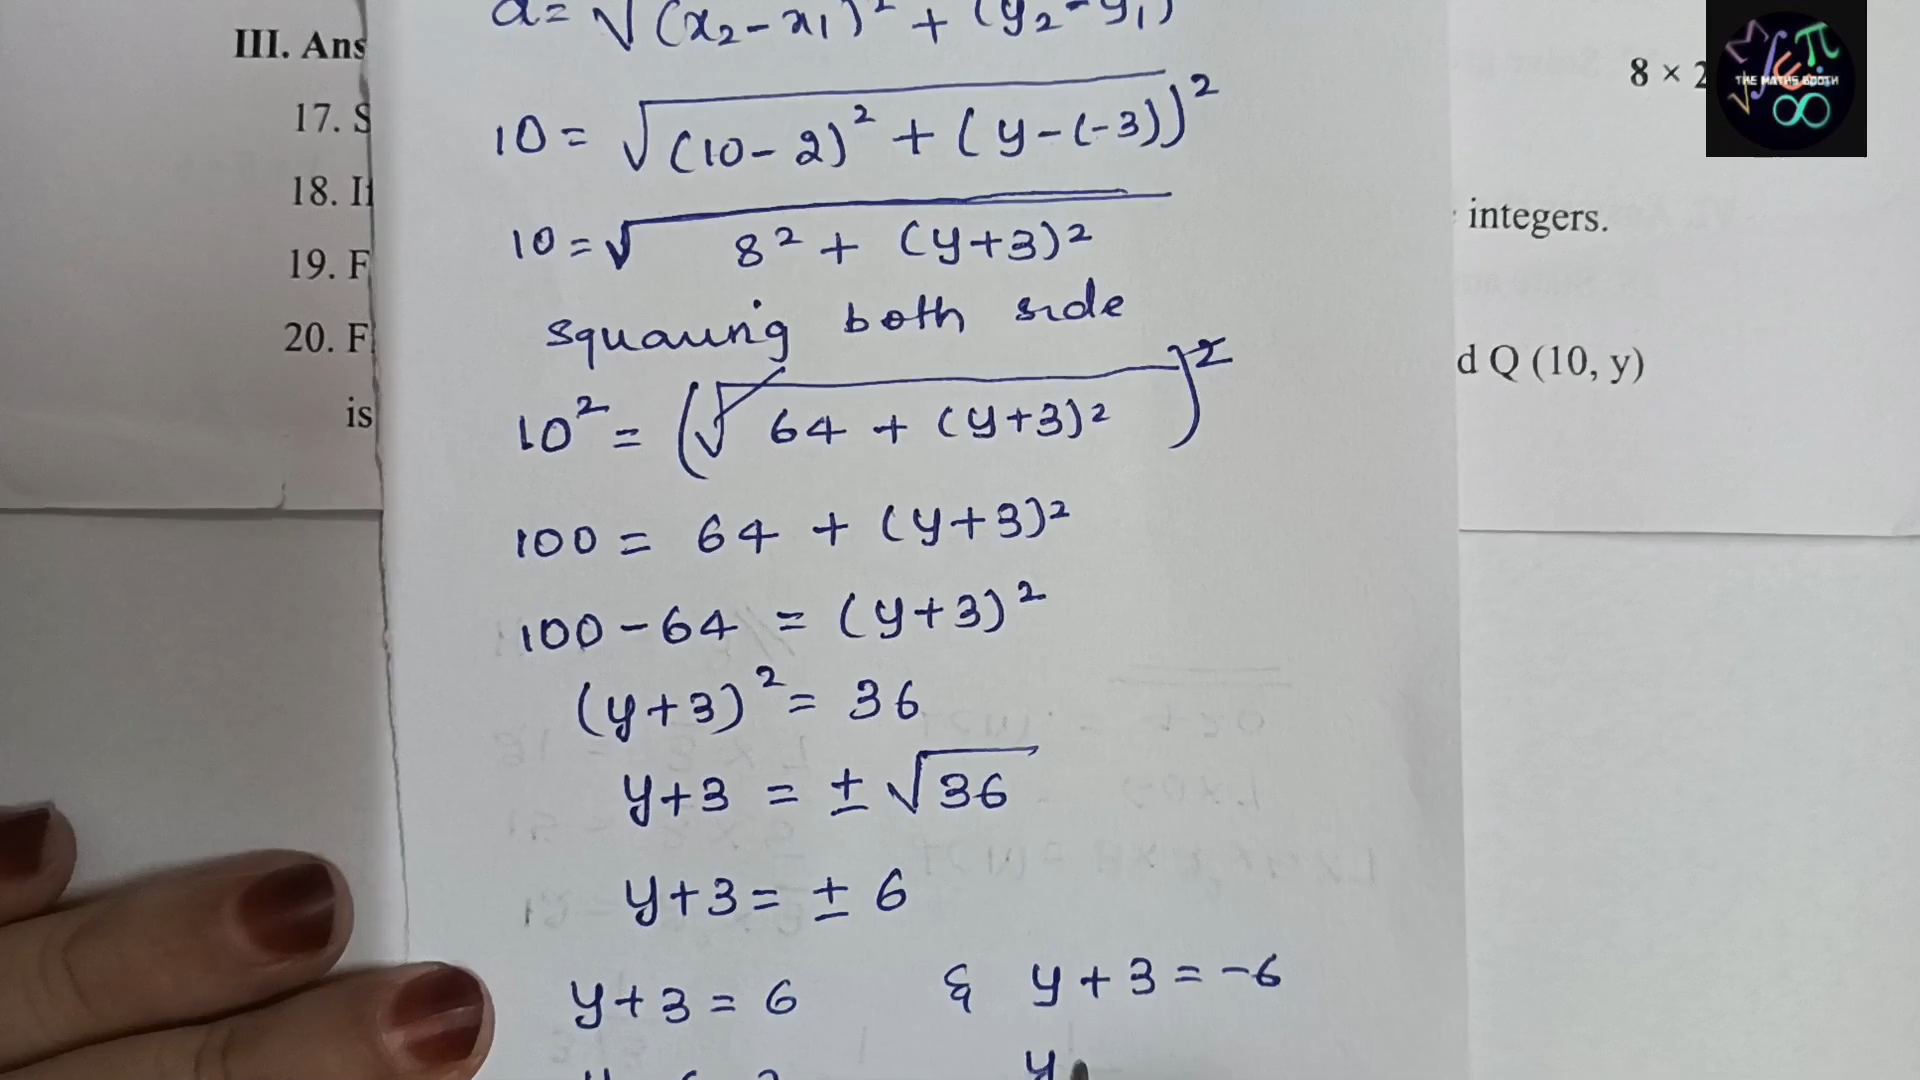 III. Ans
17. S
18. If
19. F
20. F
is
8 × 2
THE MATHS BOOTH
integers.
d Q (10, y)
d = √(x₂-x₁)² + (y₂-y₁)
10 = √(10-2)² + (y-(-3))²
10 = √8² + (y+3)²
Squaring both side
10² = (√64 + (y+3)²)²
100 = 64 + (y+3)²
100-64 = (y+3)²
(y+3)² = 36
y+3 = ± √36
y+3 = ± 6
y+3 = 6 & y+3 = -6
y